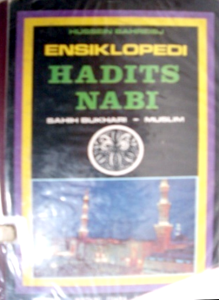 HUSSEIN BAHREISJ
ENSIKLOPEDI
HADITS
NABI
SAHIH BUKHARI - MUSLIM